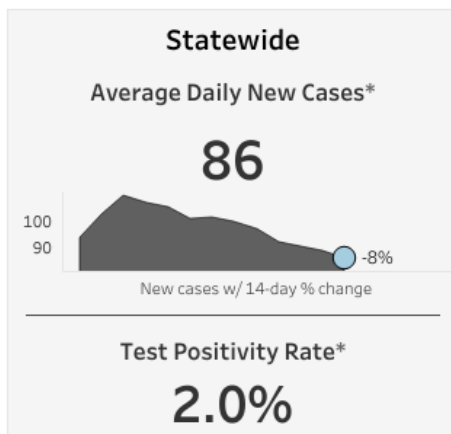 Statewide
Average Daily New Cases*
86
100
90
-8%
New cases w/ 14-day % change
Test Positivity Rate*
2.0%